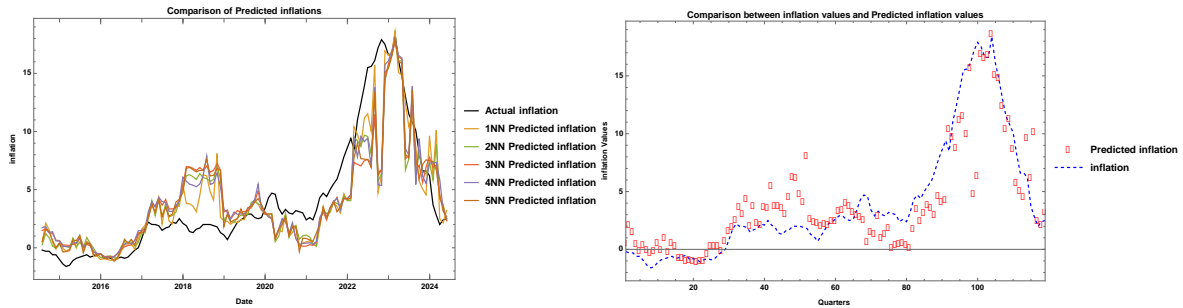 Comparison of Predicted inflations
inflation
15
10
5
0
2016
2018
2020
2022
2024
Date
Actual inflation
1NN Predicted inflation
2NN Predicted inflation
3NN Predicted inflation
4NN Predicted inflation
5NN Predicted inflation
Comparison between inflation values and Predicted inflation values
inflation Values
15
10
5
0
20
40
60
80
100
Quarters
Predicted inflation
inflation